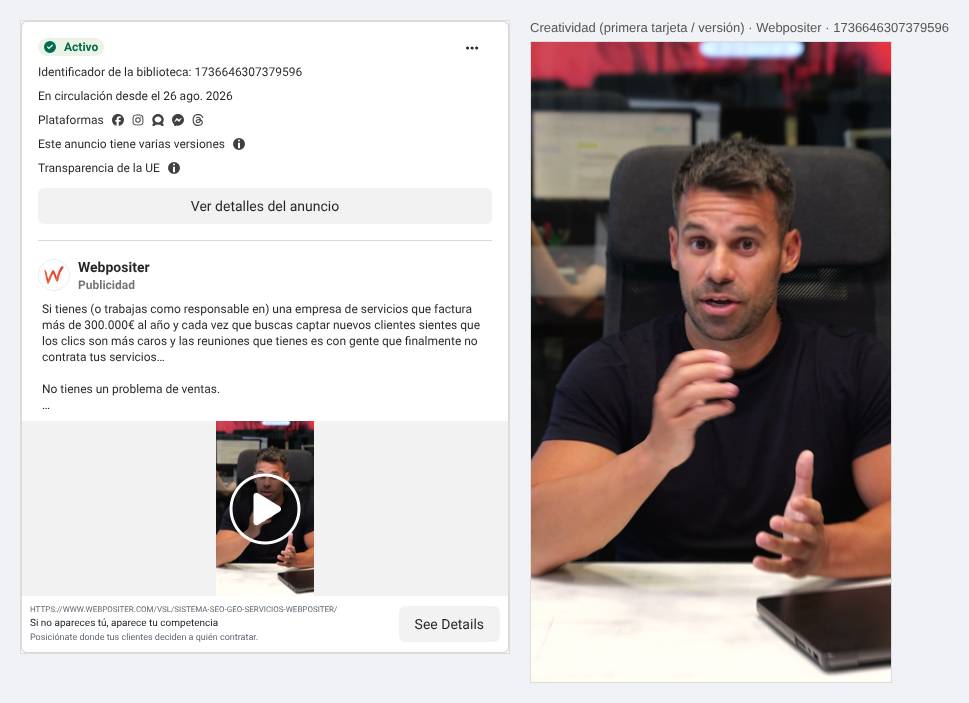 Activo
Identificador de la biblioteca: 1736646307379596
En circulación desde el 26 ago. 2026
Plataformas
Este anuncio tiene varias versiones
Transparencia de la UE
Ver detalles del anuncio
Webpositer
Publicidad
Si tienes (o trabajas como responsable en) una empresa de servicios que factura
más de 300.000€ al año y cada vez que buscas captar nuevos clientes sientes que
los clics son más caros y las reuniones que tienes es con gente que finalmente no
contrata tus servicios...
No tienes un problema de ventas.
...
HTTPS://WWW.WEBPOSITER.COM/VSL/SISTEMA-SEO-GEO-SERVICIOS-WEBPOSITER/
Si no apareces tú, aparece tu competencia
Posiciónate donde tus clientes deciden a quién contratar.
See Details
Creatividad (primera tarjeta / versión) · Webpositer · 1736646307379596